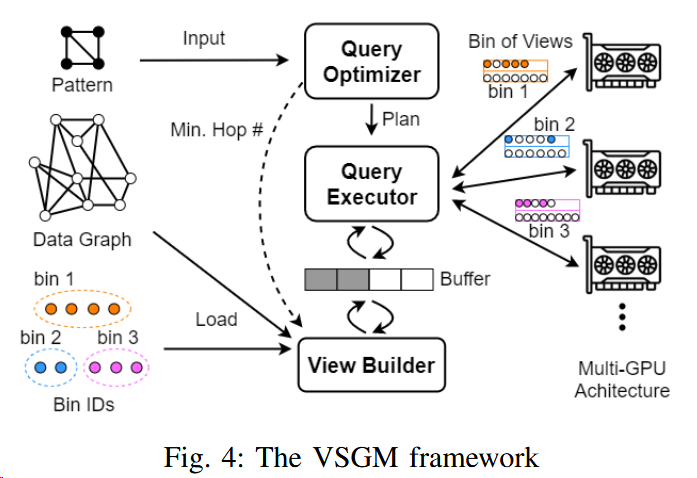 Input
Pattern
Query
Optimizer
Bin of Views
bin 1
Min. Hop #
Plan
bin 2
Query
Executor
Data Graph
bin 3
Buffer
bin 1
Load
bin 2
bin 3
View Builder
Bin IDs
Multi-GPU
Achitecture
Fig. 4: The VSGM framework